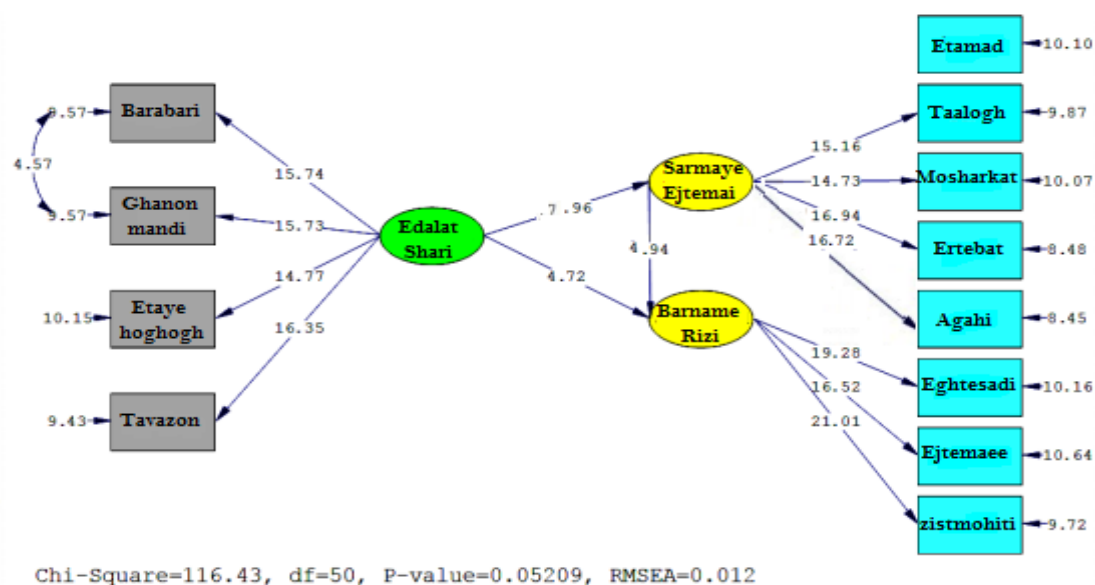 Etamad
10.10
Barabari
9.57
Taalogh
9.87
4.57
15.74
15.16
Sarmaye
Ejtemai
14.73
Mosharkat
10.07
Ghanon
mandi
9.57
15.73
Edalat
Shari
7.96
16.94
16.72
Ertebat
8.48
4.94
14.77
4.72
Etaye
hoghogh
10.15
16.35
Barname
Rizi
Agahi
8.45
19.28
Eghtesadi
10.16
16.52
21.01
Tavazon
9.43
Ejtemaee
10.64
zistmohiti
9.72
Chi-Square=116.43, df=50, P-value=0.05209, RMSEA=0.012